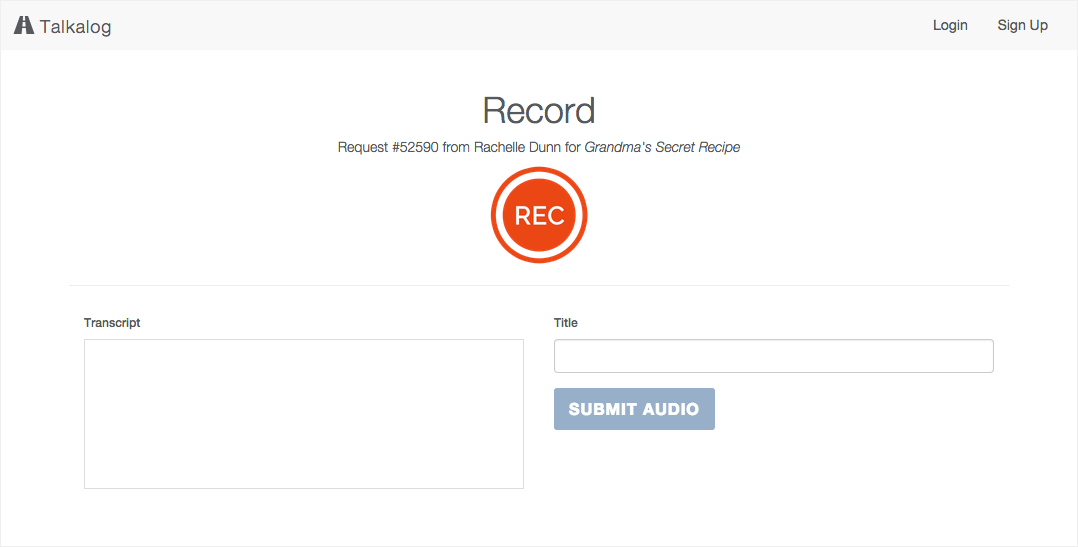 Talkalog
Login
Sign Up
Record
Request #52590 from Rachelle Dunn for Grandma's Secret Recipe
REC
Transcript
Title
SUBMIT AUDIO